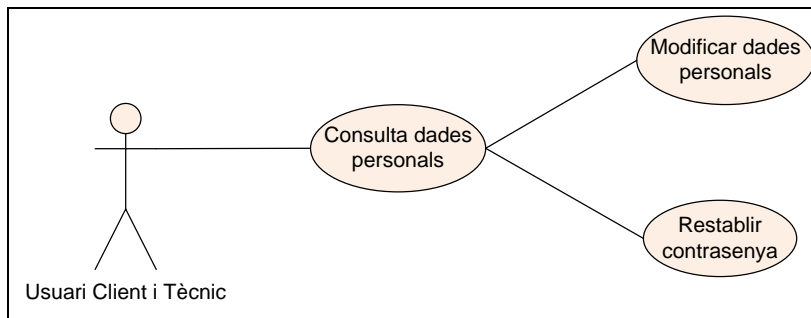 Modificar dades
personals
Consulta dades
personals
Restablir
contrasenya
Usuari Client i Tècnic